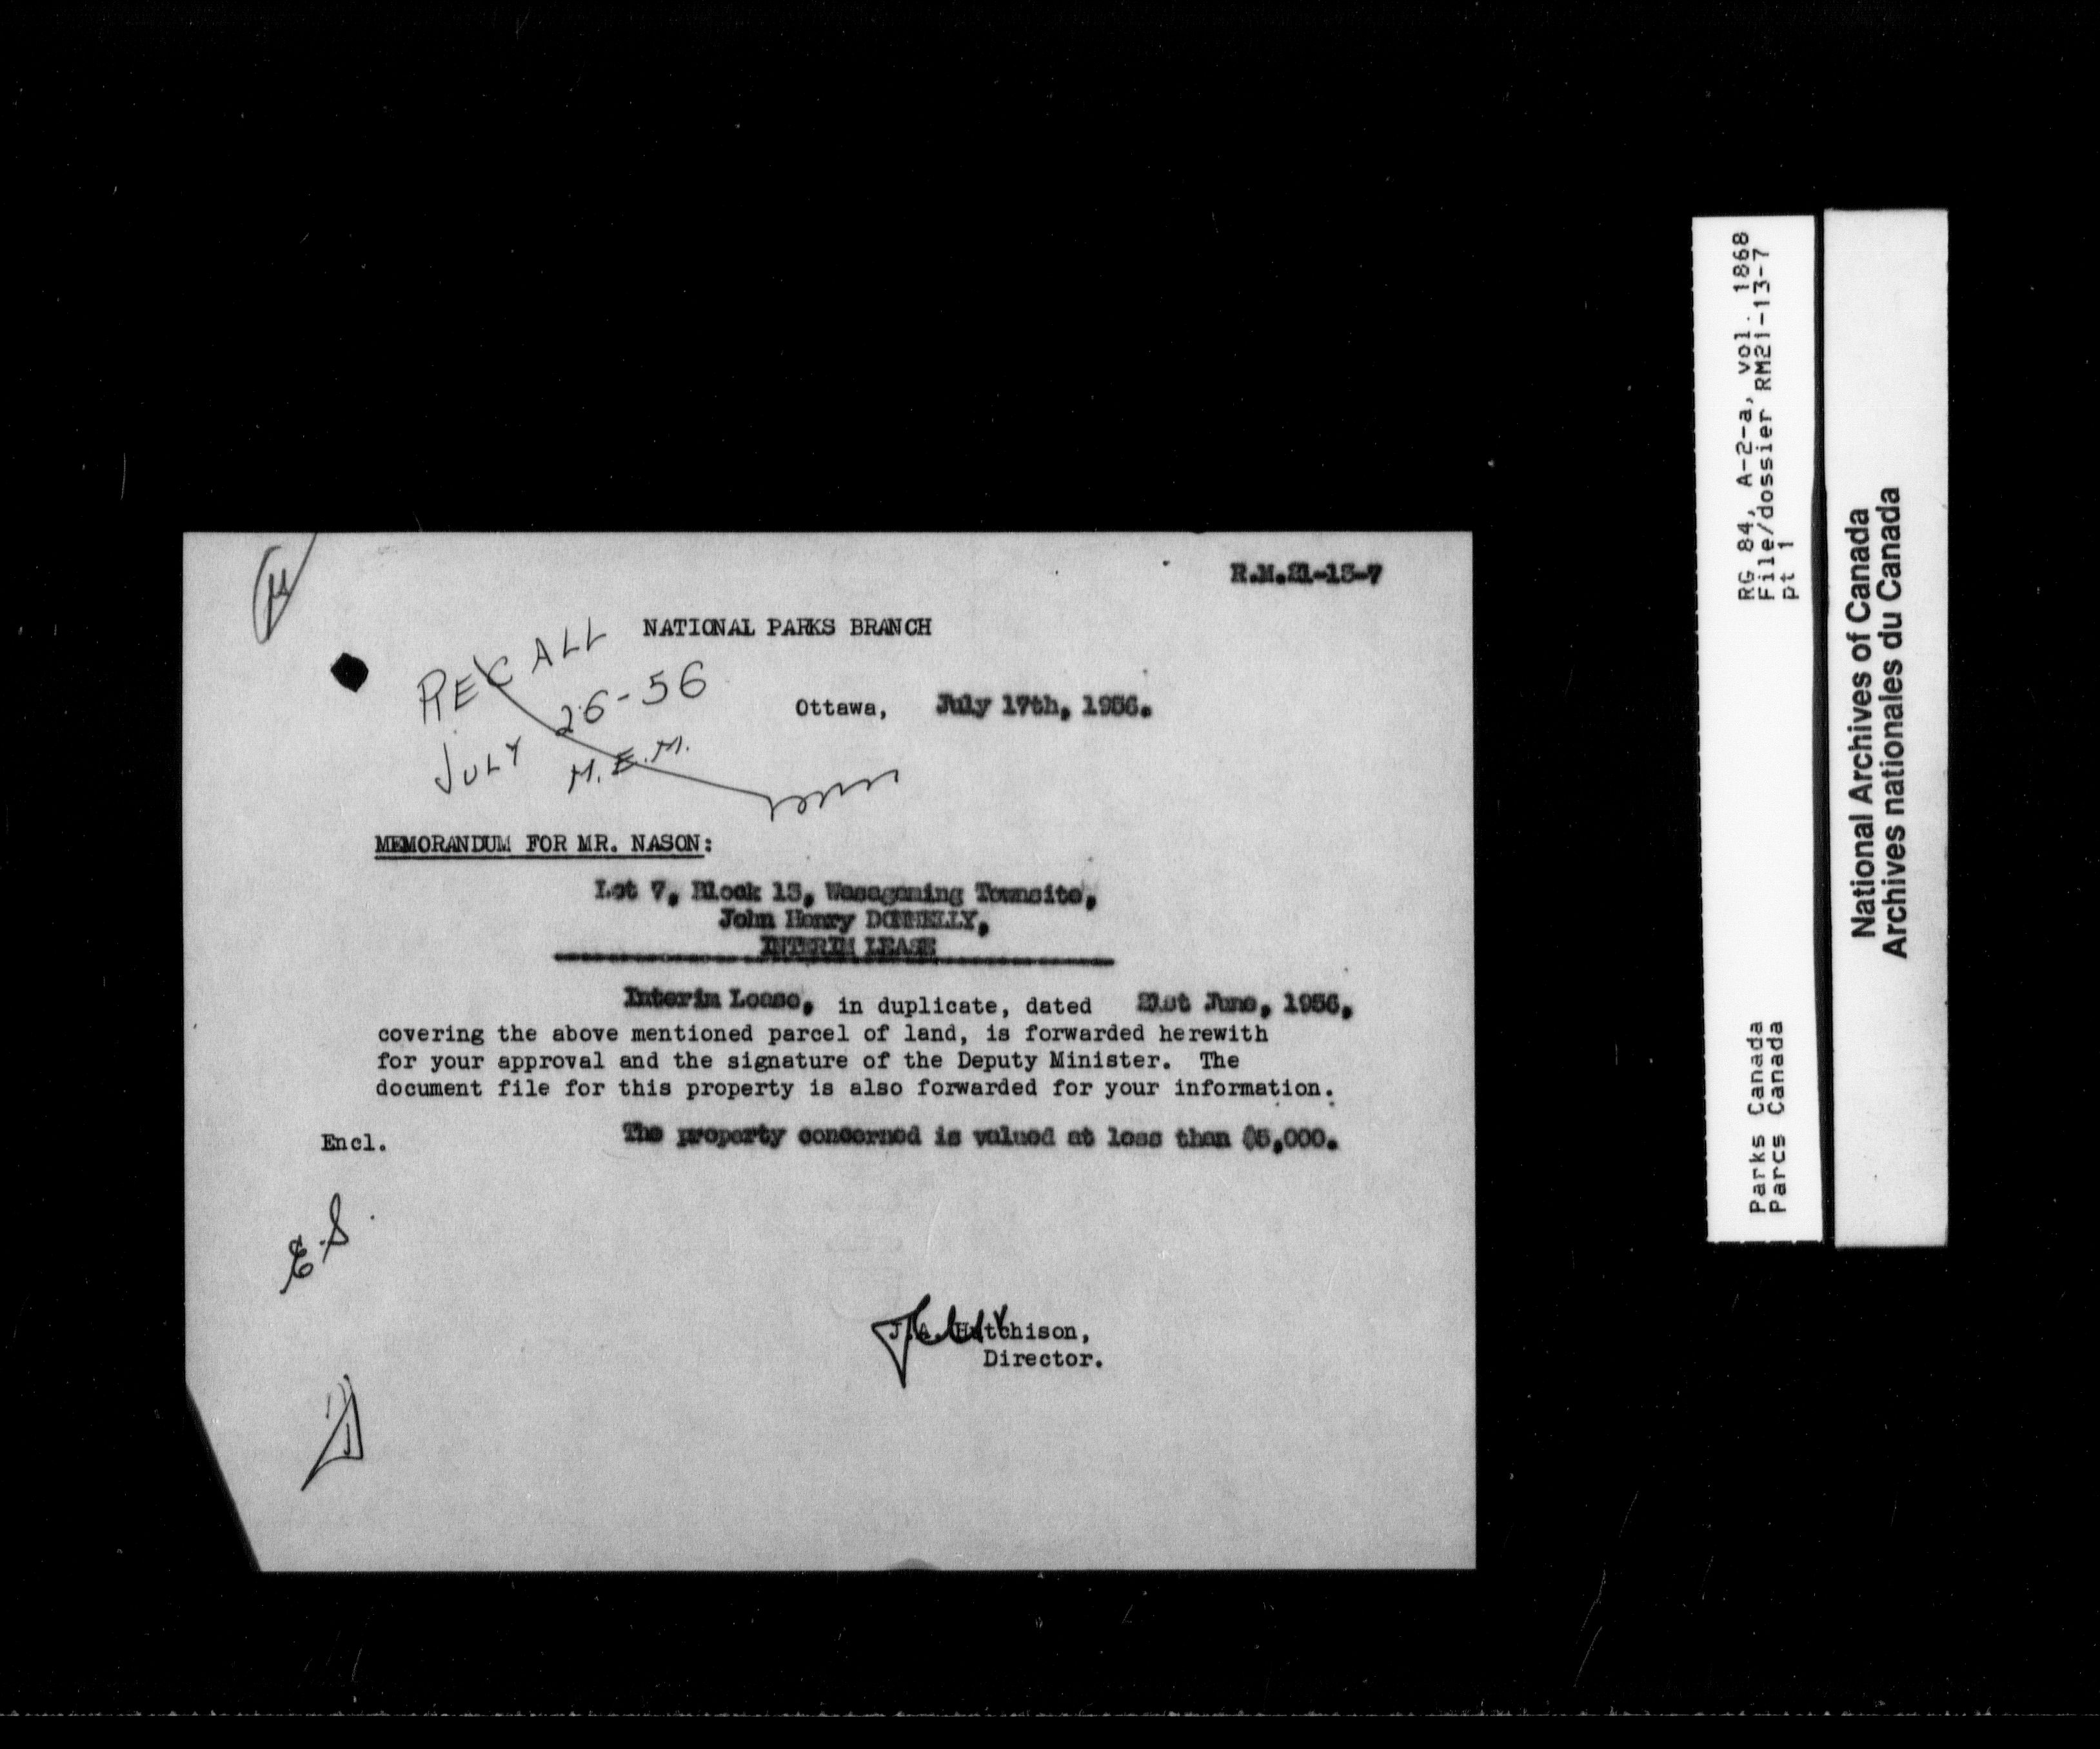 R.M.21-13-7
NATIONAL PARKS BRANCH
RECALL
JULY 26-56
M.E.M.
Ottawa, July 17th, 1956.
MEMORANDUM FOR MR. NASON:
Lot 7, Block 13, Wasagaming Townsite,
John Henry DONNELLY,
INTERIM LEASE
Interim Lease, in duplicate, dated 21st June, 1956,
covering the above mentioned parcel of land, is forwarded herewith
for your approval and the signature of the Deputy Minister. The
document file for this property is also forwarded for your information.
Encl. The property concerned is valued at less than $5,000.
E.S.
J.A. Hutchison,
Director.
RG 84, A-2-a, vol. 1868
File/dossier RM21-13-7
pt 1
Parks Canada
Parcs Canada
National Archives of Canada
Archives nationales du Canada